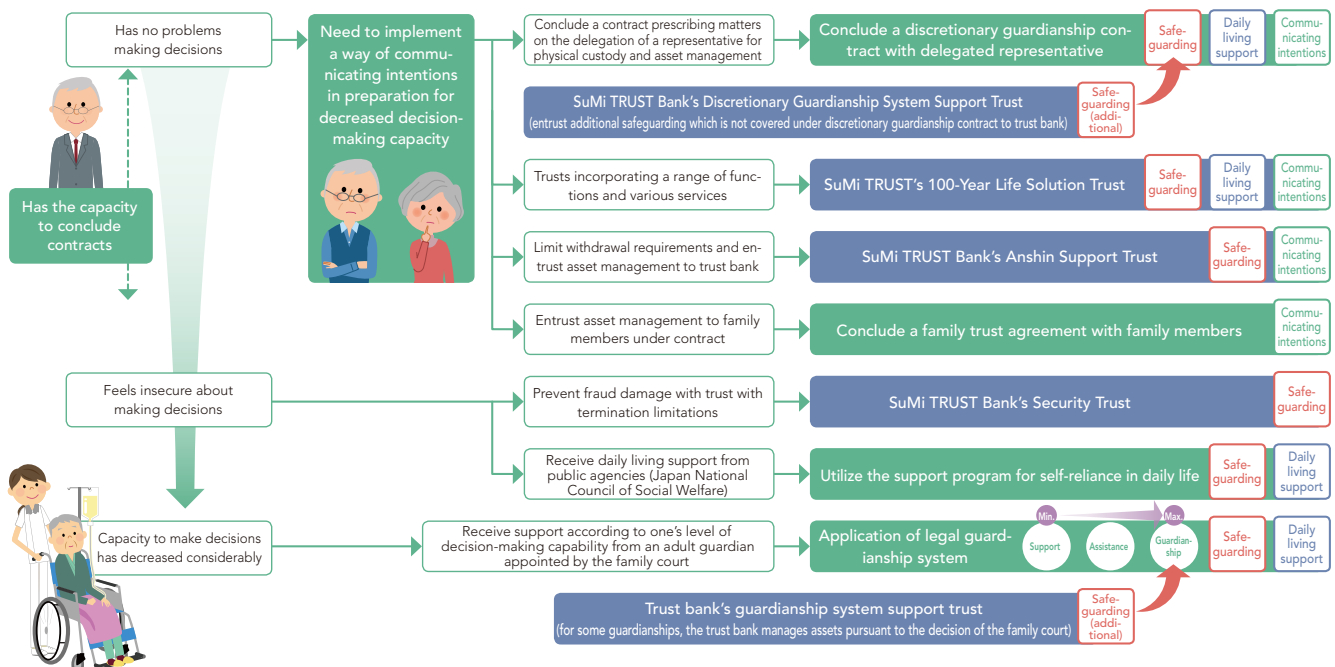 Has no problems
making decisions
Has the capacity
to conclude
contracts
Need to implement
a way of commu-
nicating intentions
in preparation for
decreased decision-
making capacity
Conclude a contract prescribing matters
on the delegation of a representative for
physical custody and asset management
Conclude a discretionary guardianship con-
tract with delegated representative
Safe-
guarding
Daily
living
support
Commu-
nicating
intentions
SuMi TRUST Bank's Discretionary Guardianship System Support Trust
(entrust additional safeguarding which is not covered under discretionary guardianship contract to trust bank)
Safe-
guarding
(addi-
tional)
Trusts incorporating a range of func-
tions and various services
SuMi TRUST's 100-Year Life Solution Trust
Safe-
guarding
Daily
living
support
Commu-
nicating
intentions
Limit withdrawal requirements and en-
trust asset management to trust bank
SuMi TRUST Bank's Anshin Support Trust
Safe-
guarding
Commu-
nicating
intentions
Entrust asset management to family
members under contract
Conclude a family trust agreement with family members
Commu-
nicating
intentions
Feels insecure about
making decisions
Prevent fraud damage with trust with
termination limitations
SuMi TRUST Bank's Security Trust
Safe-
guarding
Receive daily living support from
public agencies (Japan National
Council of Social Welfare)
Utilize the support program for self-reliance in daily life
Safe-
guarding
Daily
living
support
Capacity to make decisions
has decreased considerably
Receive support according to one's level of
decision-making capability from an adult guardian
appointed by the family court
Application of legal guard-
ianship system
Min.
Max.
Support
Assistance
Guardian-
ship
Safe-
guarding
Daily
living
support
Trust bank's guardianship system support trust
(for some guardianships, the trust bank manages assets pursuant to the decision of the family court)
Safe-
guarding
(addi-
tional)